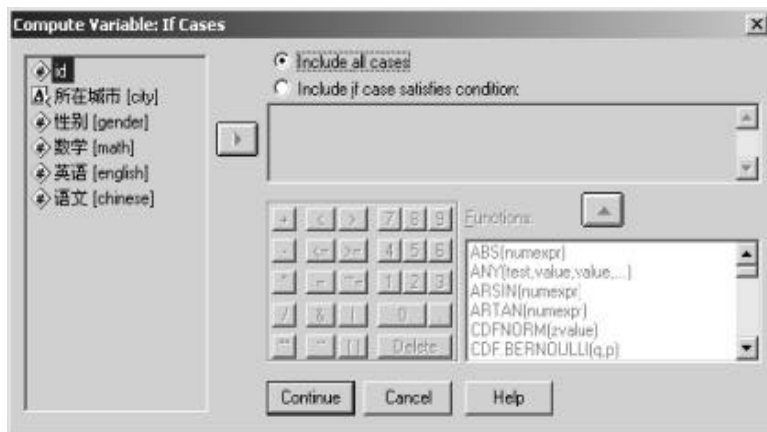 Compute Variable: If Cases
id
所在城市 [city]
性别 [gender]
数学 [math]
英语 [english]
语文 [chinese]
Include all cases
Include if case satisfies condition:
+ < > 7 8 9
- <= >= 4 5 6
* = ~= 1 2 3
/ & | 0 .
** ~ () Delete
Functions:
ABS(numexpr)
ANY(test,value,value,...)
ARSIN(numexpr)
ARTAN(numexpr)
CDFNORM(zvalue)
CDF.BERNOULLI(q,p)
Continue Cancel Help